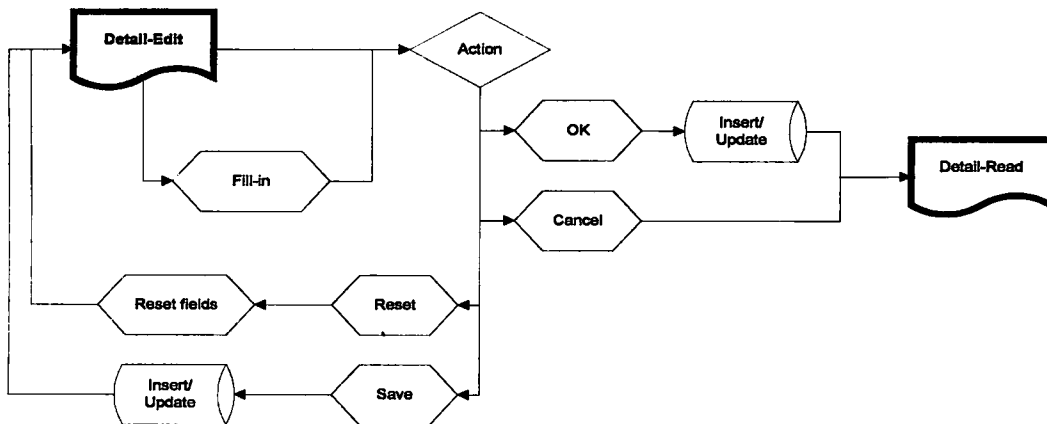 Detail-Edit
Action
OK
Insert/
Update
Fill-in
Detail-Read
Cancel
Reset fields
Reset
Insert/
Update
Save